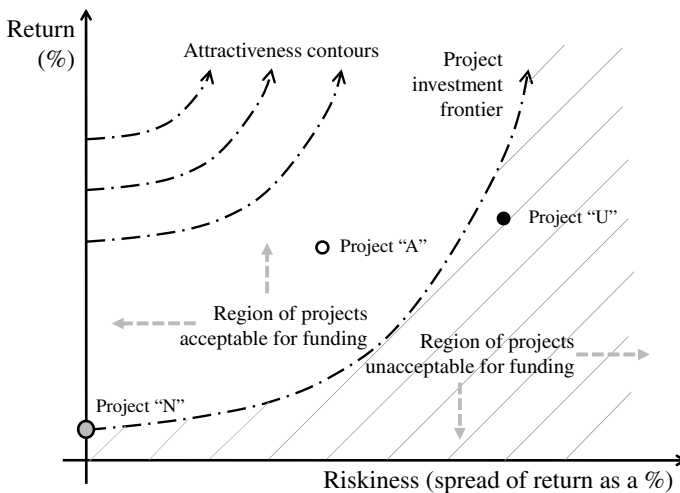 Return
(%)
Attractiveness contours
Project
investment
frontier
Project “U”
Project “A”
Region of projects
acceptable for funding
Region of projects
unacceptable for funding
Project “N”
Riskiness (spread of return as a %)